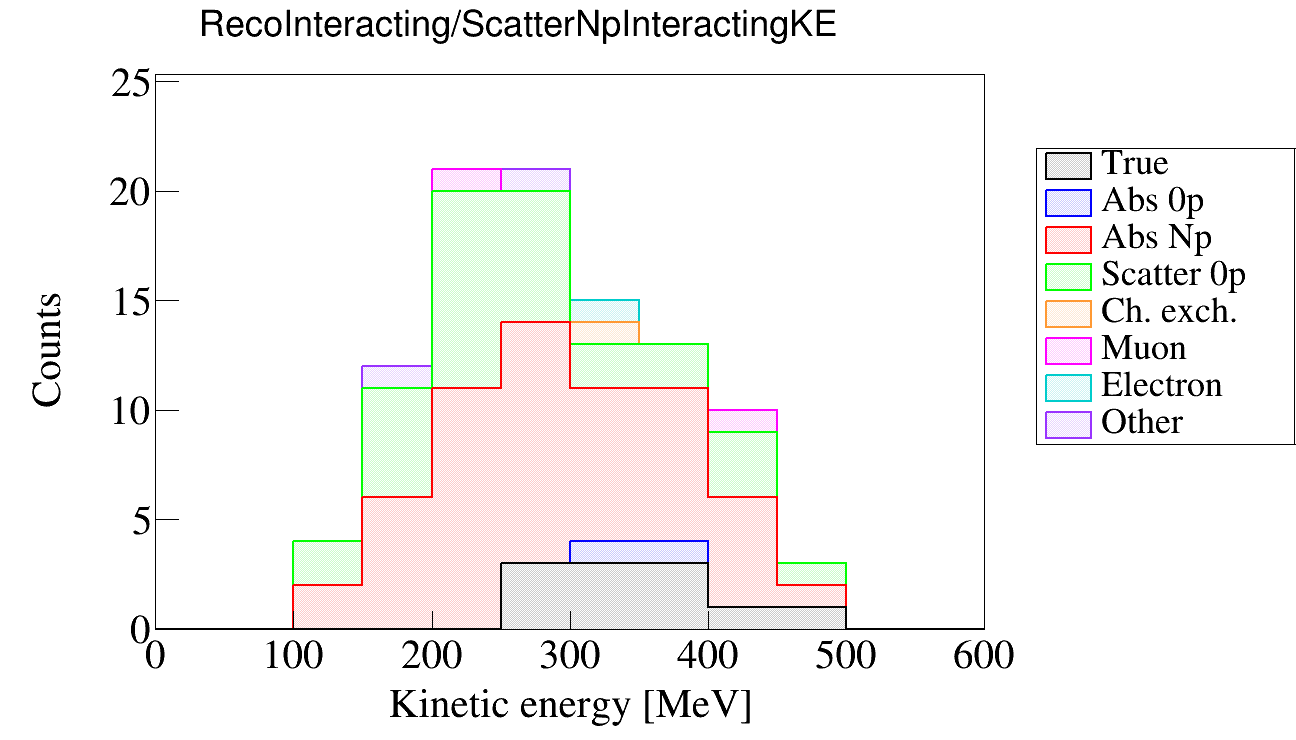 RecoInteracting/ScatterNpInteractingKE
25
20
15
10
5
0
Counts
0 100 200 300 400 500 600
Kinetic energy [MeV]
True
Abs 0p
Abs Np
Scatter 0p
Ch. exch.
Muon
Electron
Other